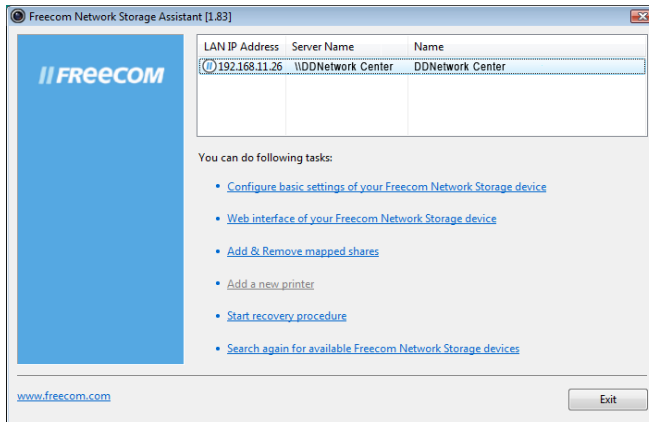 Freecom Network Storage Assistant [1.83]
FREECOM
LAN IP Address Server Name Name
192.168.11.26 \\DDNetwork Center DDNetwork Center
You can do following tasks:
• Configure basic settings of your Freecom Network Storage device
• Web interface of your Freecom Network Storage device
• Add & Remove mapped shares
• Add a new printer
• Start recovery procedure
• Search again for available Freecom Network Storage devices
www.freecom.com
Exit